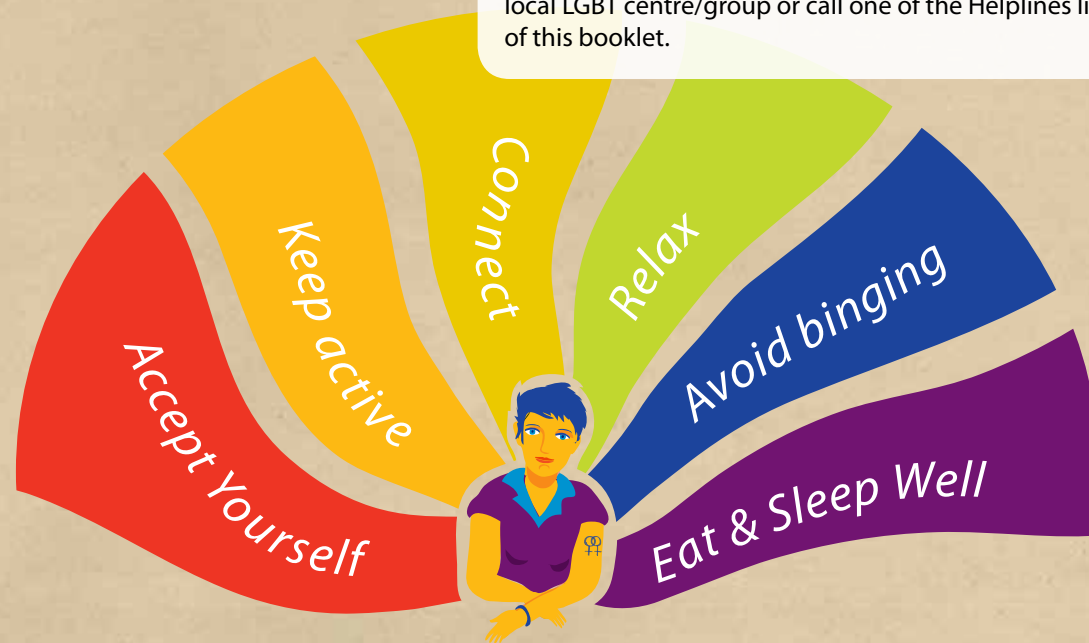 local LGBT centre/group or call one of the Helplines li
of this booklet.
Accept Yourself
Keep active
Connect
Relax
Avoid binging
Eat & Sleep Well